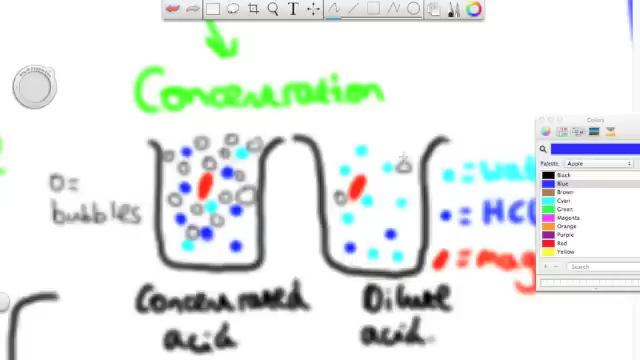 Concentration
o= bubbles
= wat
= HCl
= mag
Concentrated acid
Dilute acid.
Colors
Palette: Apple
Black
Blue
Brown
Cyan
Green
Magenta
Orange
Purple
Red
Yellow
Search
T